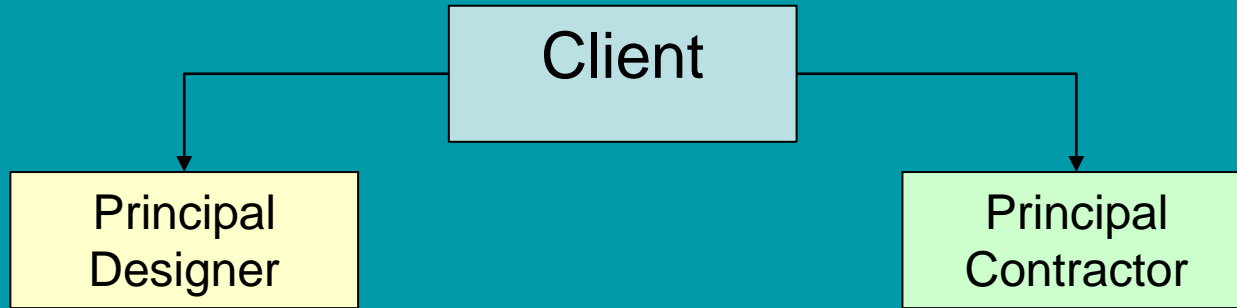 Client
Principal
Designer
Principal
Contractor